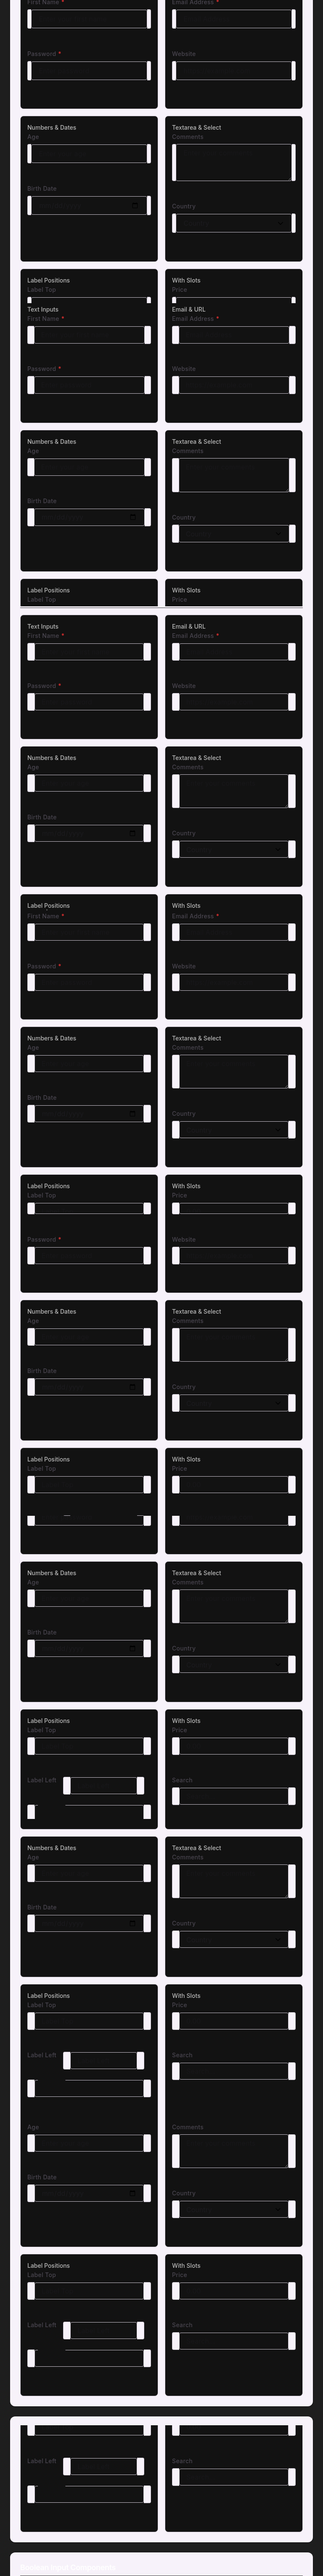 First Name *
Email Address *
Password *
Website
Numbers & Dates
Textarea & Select
Age
Comments
Birth Date
Country
Label Positions
With Slots
Label Top
Price
Text Inputs
Email & URL
First Name *
Email Address *
Password *
Website
Numbers & Dates
Textarea & Select
Age
Comments
Birth Date
Country
Label Positions
With Slots
Label Top
Price
Text Inputs
Email & URL
First Name *
Email Address *
Password *
Website
Numbers & Dates
Textarea & Select
Age
Comments
Birth Date
Country
Label Positions
With Slots
First Name *
Email Address *
Password *
Website
Numbers & Dates
Textarea & Select
Age
Comments
Birth Date
Country
Label Positions
With Slots
Label Top
Price
Password *
Website
Numbers & Dates
Textarea & Select
Age
Comments
Birth Date
Country
Label Positions
With Slots
Label Top
Price
Numbers & Dates
Textarea & Select
Age
Comments
Birth Date
Country
Label Positions
With Slots
Label Top
Price
Label Left
Search
Numbers & Dates
Textarea & Select
Age
Comments
Birth Date
Country
Label Positions
With Slots
Label Top
Price
Label Left
Search
Age
Comments
Birth Date
Country
Label Positions
With Slots
Label Top
Price
Label Left
Search
Label Left
Search